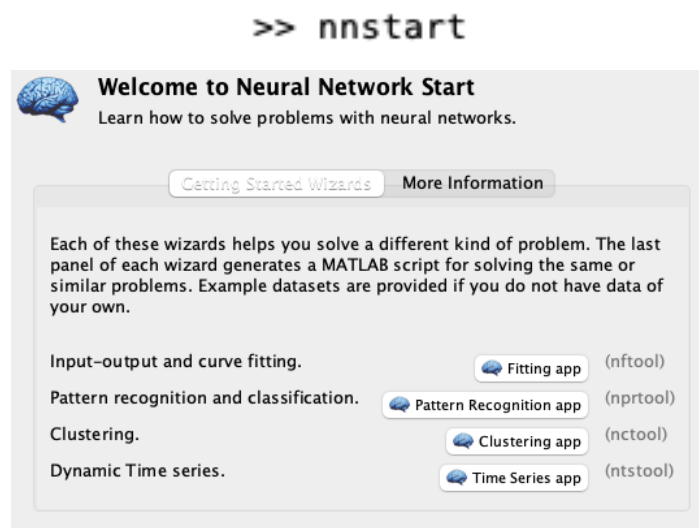 >> nnstart
Welcome to Neural Network Start
Learn how to solve problems with neural networks.
Getting Started Wizards More Information
Each of these wizards helps you solve a different kind of problem. The last
panel of each wizard generates a MATLAB script for solving the same or
similar problems. Example datasets are provided if you do not have data of
your own.
Input-output and curve fitting. Fitting app (nftool)
Pattern recognition and classification. Pattern Recognition app (nprtool)
Clustering. Clustering app (nctool)
Dynamic Time series. Time Series app (ntstool)